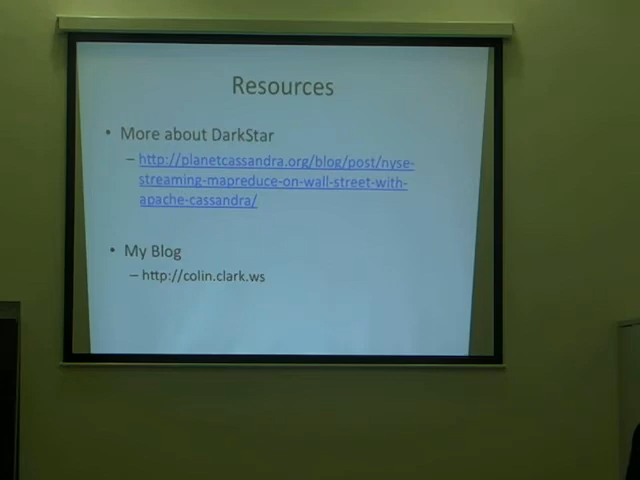 Resources
• More about DarkStar
– http://planetcassandra.org/blog/post/nyse-
streaming-mapreduce-on-wall-street-with-
apache-cassandra/
• My Blog
– http://colin.clark.ws